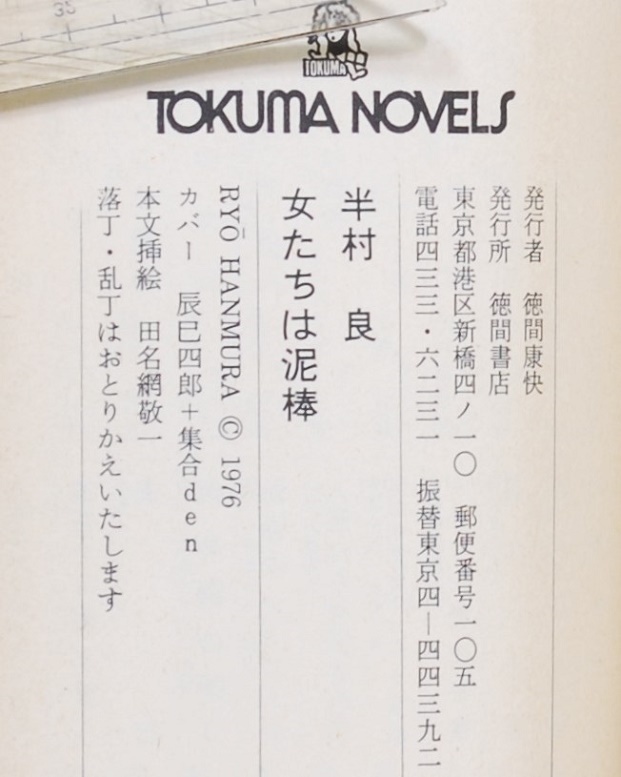 32
TOKUMA
TOKUMA NOVELS
発行者 徳間康快
発行所 徳間書店
東京都港区新橋四ノ一〇 郵便番号一〇五
電話四三三・六二三一 振替東京四―四四三九二
半村 良
女たちは泥棒
RYŌ HANMURA © 1976
カバー 辰巳四郎+集合den
本文挿絵 田名網敬一
落丁・乱丁はおとりかえいたします